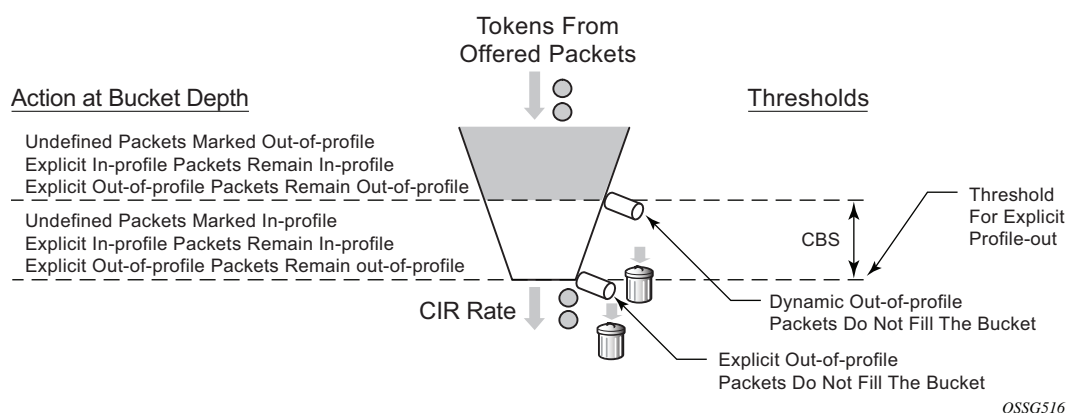 Tokens From
Offered Packets
Action at Bucket Depth
Thresholds
Undefined Packets Marked Out-of-profile
Explicit In-profile Packets Remain In-profile
Explicit Out-of-profile Packets Remain Out-of-profile
Undefined Packets Marked In-profile
Explicit In-profile Packets Remain In-profile
Explicit Out-of-profile Packets Remain out-of-profile
CBS
Threshold
For Explicit
Profile-out
CIR Rate
Dynamic Out-of-profile
Packets Do Not Fill The Bucket
Explicit Out-of-profile
Packets Do Not Fill The Bucket
OSSG516